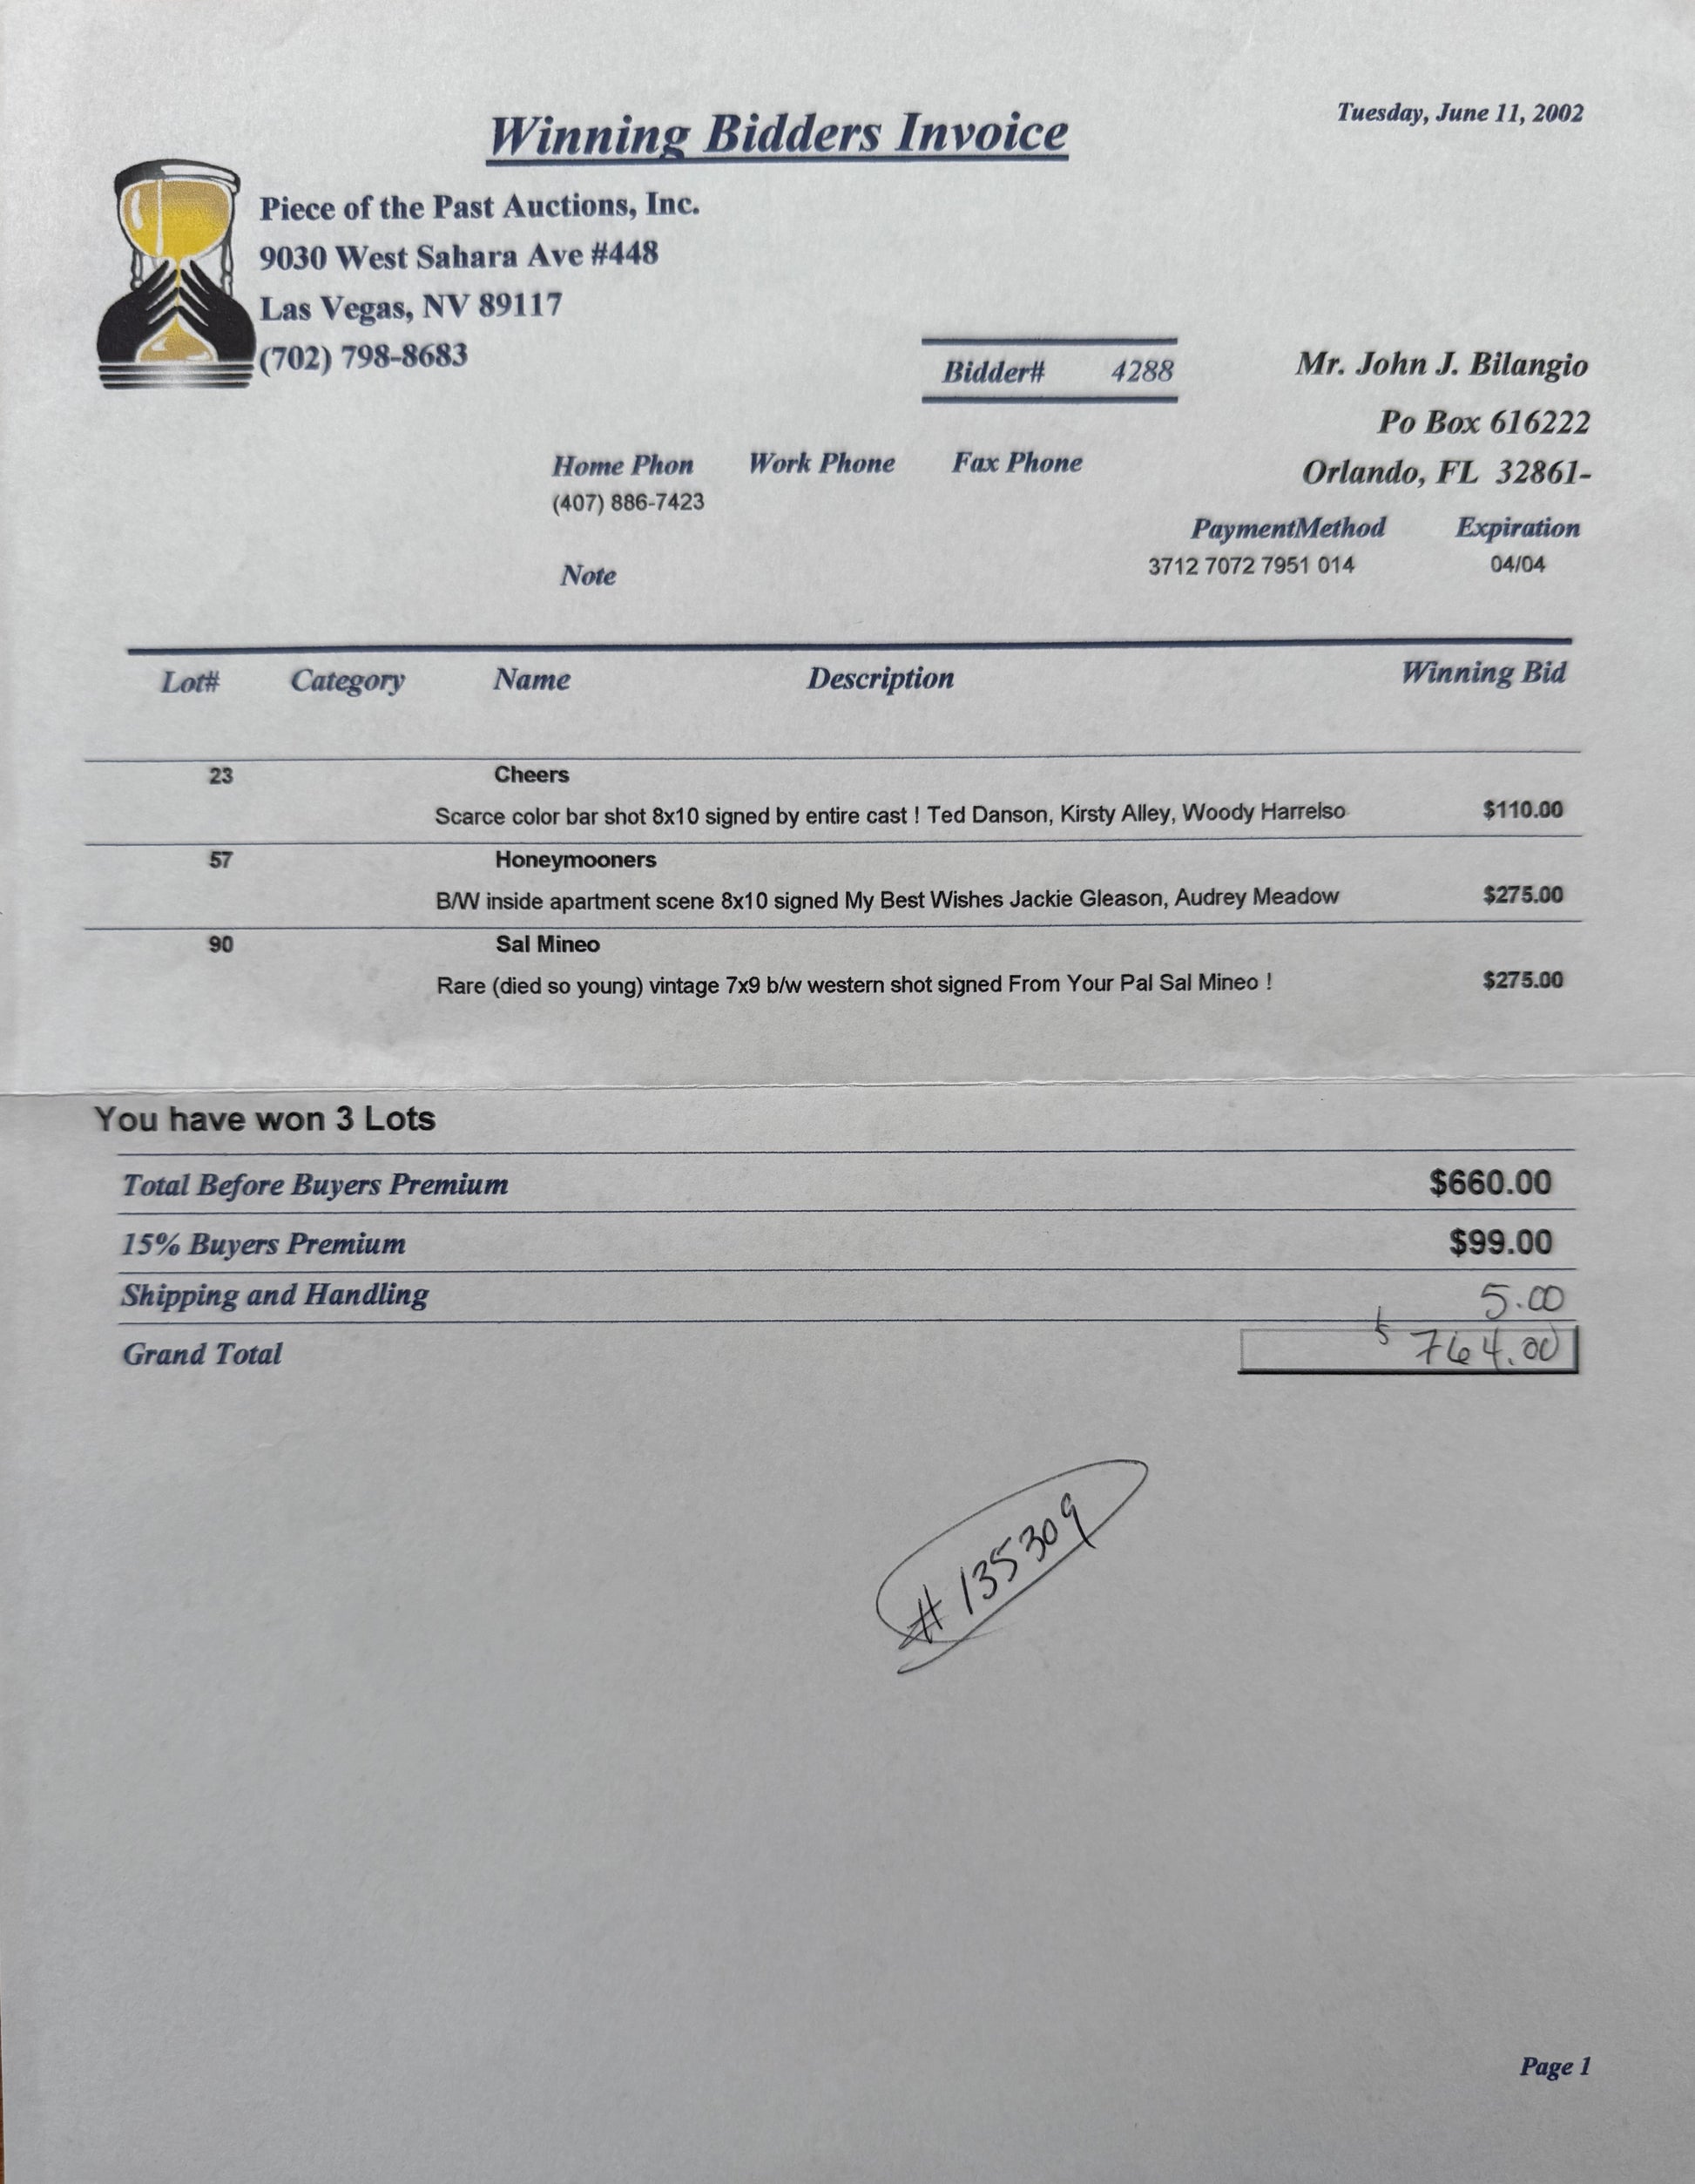 Tuesday, June 11, 2002
Winning Bidders Invoice
Piece of the Past Auctions, Inc.
9030 West Sahara Ave #448
Las Vegas, NV 89117
(702) 798-8683
Bidder# 4288
Mr. John J. Bilangio
Po Box 616222
Orlando, FL 32861-
Home Phon Work Phone Fax Phone
(407) 886-7423
PaymentMethod Expiration
3712 7072 7951 014 04/04
Note
Lot# Category Name Description Winning Bid
23 Cheers
Scarce color bar shot 8x10 signed by entire cast ! Ted Danson, Kirsty Alley, Woody Harrelso $110.00
57 Honeymooners
B/W inside apartment scene 8x10 signed My Best Wishes Jackie Gleason, Audrey Meadow $275.00
90 Sal Mineo
Rare (died so young) vintage 7x9 b/w western shot signed From Your Pal Sal Mineo ! $275.00
You have won 3 Lots
Total Before Buyers Premium $660.00
15% Buyers Premium $99.00
Shipping and Handling 5.00
Grand Total $ 764.00
# 135309
Page 1